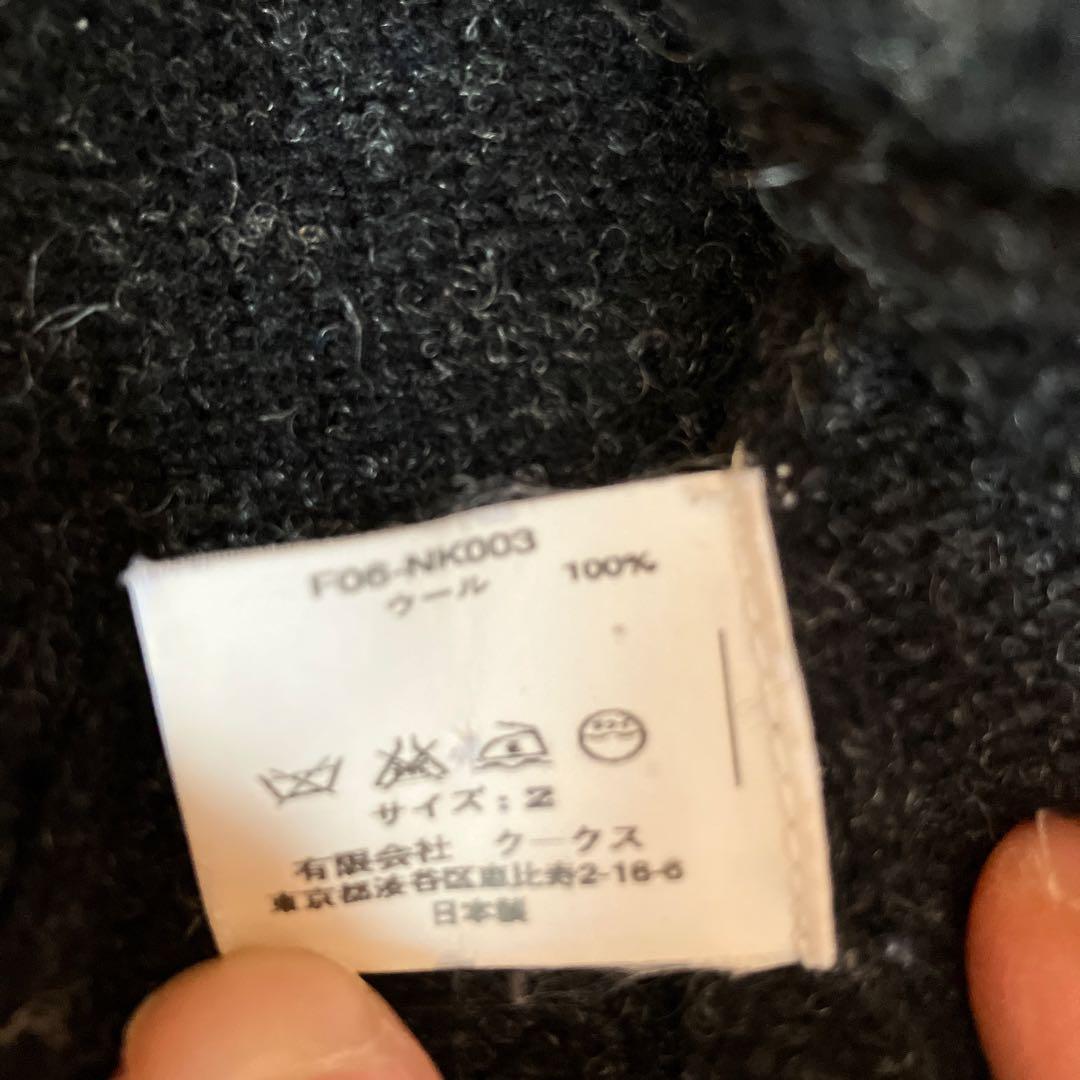 F06-NK003
ウール 100%
サイズ:2
有限会社 クークス
東京都渋谷区恵比寿2-16-6
日本製